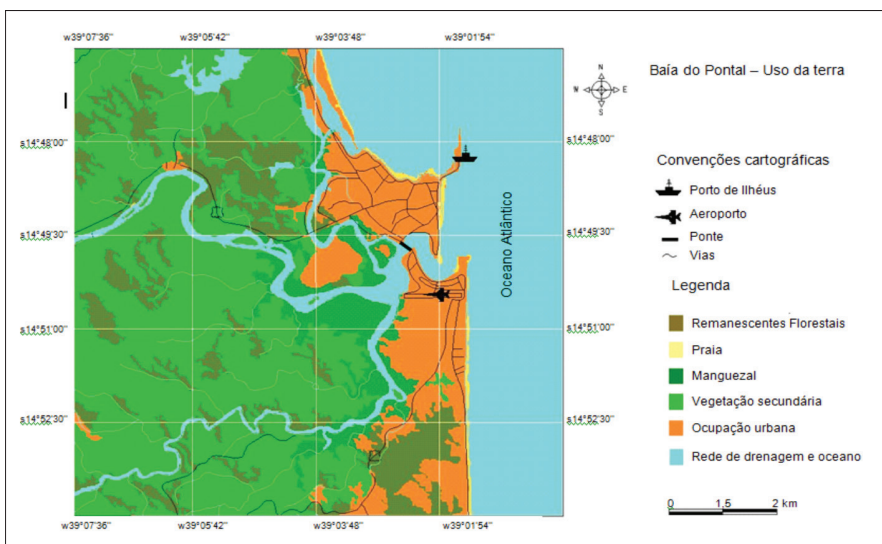 w39°07'36" w39°05'42" w39°03'48" w39°01'54"
Baía do Pontal – Uso da terra
N
W E
S
s14°48'00" s14°48'00"
Convenções cartográficas
Porto de Ilhéus
Aeroporto
s14°49'30" s14°49'30"
Ponte
Vias
Oceano Atlântico
Legenda
s14°51'00" s14°51'00"
Remanescentes Florestais
Praia
Manguezal
Vegetação secundária
s14°52'30" s14°52'30"
Ocupação urbana
Rede de drenagem e oceano
0 1.5 2 km
w39°07'36" w39°05'42" w39°03'48" w39°01'54"